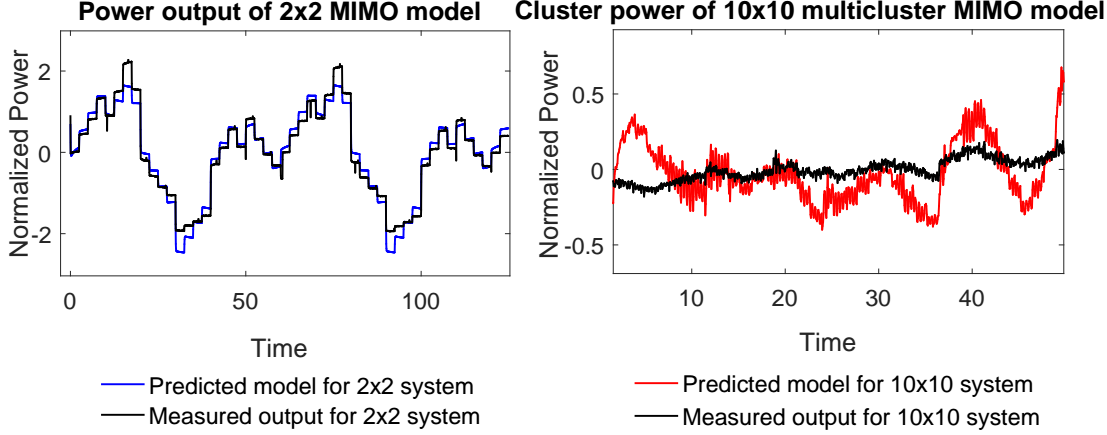 Power output of 2x2 MIMO model
Normalized Power
2
0
-2
0
50
100
Time
Predicted model for 2x2 system
Measured output for 2x2 system
Cluster power of 10x10 multicluster MIMO model
Normalized Power
0.5
0
-0.5
10
20
30
40
Time
Predicted model for 10x10 system
Measured output for 10x10 system